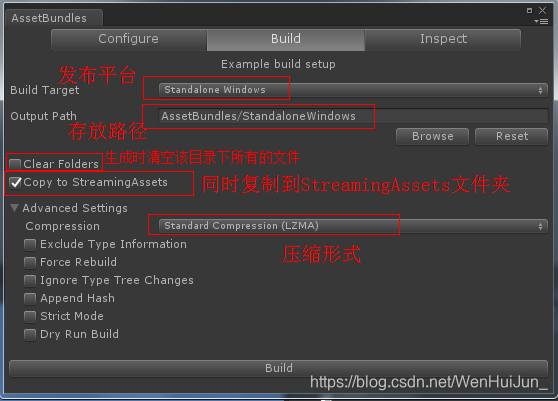 AssetBundles
Configure Build Inspect
Example build setup
发布平台
Build Target Standalone Windows
Output Path AssetBundles/StandaloneWindows
存放路径
Browse Reset
Clear Folders 生成时清空该目录下所有的文件
Copy to StreamingAssets 同时复制到StreamingAssets文件夹
Advanced Settings
Compression Standard Compression (LZMA)
压缩形式
Exclude Type Information
Force Rebuild
Ignore Type Tree Changes
Append Hash
Strict Mode
Dry Run Build
Build
https://blog.csdn.net/WenHuiJun_